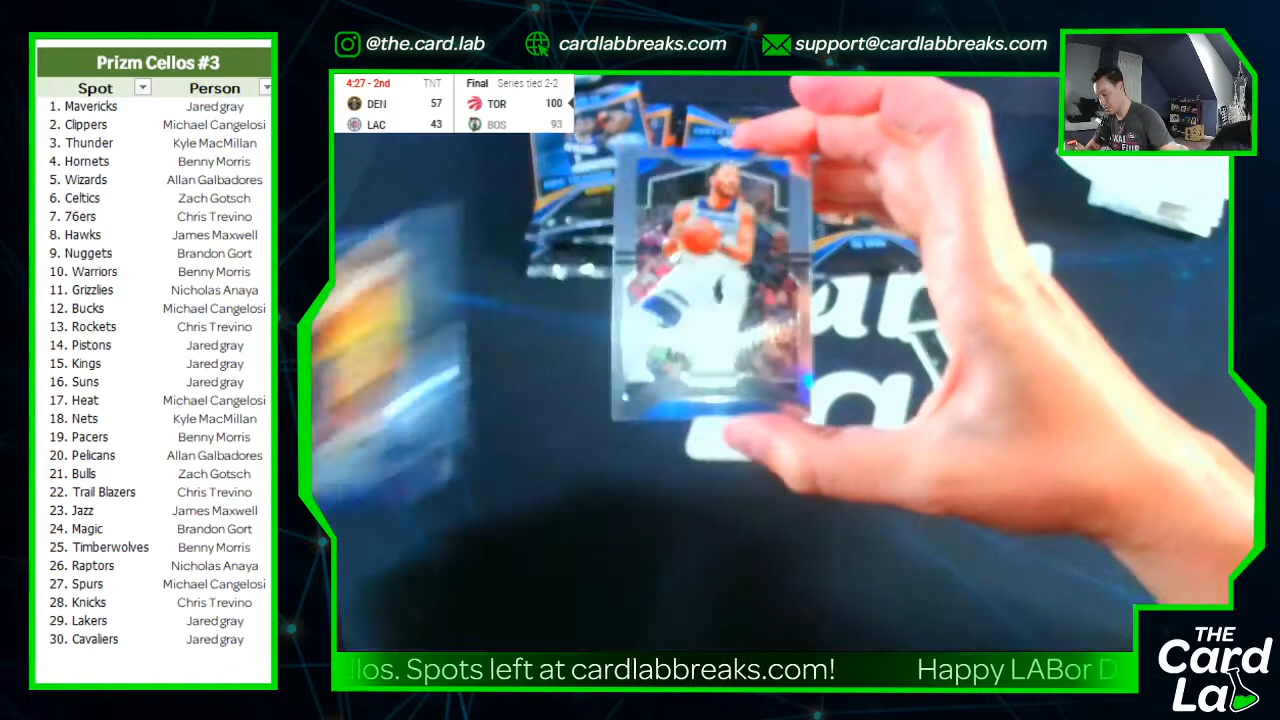 @the.card.lab
cardlabbreaks.com
support@cardlabbreaks.com
Prizm Cellos #3
Spot Person
1. Mavericks Jared gray
2. Clippers Michael Cangelosi
3. Thunder Kyle MacMillan
4. Hornets Benny Morris
5. Wizards Allan Galbadores
6. Celtics Zach Gotsch
7. 76ers Chris Trevino
8. Hawks James Maxwell
9. Nuggets Brandon Gort
10. Warriors Benny Morris
11. Grizzlies Nicholas Anaya
12. Bucks Michael Cangelosi
13. Rockets Chris Trevino
14. Pistons Jared gray
15. Kings Jared gray
16. Suns Jared gray
17. Heat Michael Cangelosi
18. Nets Kyle MacMillan
19. Pacers Benny Morris
20. Pelicans Allan Galbadores
21. Bulls Zach Gotsch
22. Trail Blazers Chris Trevino
23. Jazz James Maxwell
24. Magic Brandon Gort
25. Timberwolves Benny Morris
26. Raptors Nicholas Anaya
27. Spurs Michael Cangelosi
28. Knicks Chris Trevino
29. Lakers Jared gray
30. Cavaliers Jared gray
4:27 - 2nd TNT
DEN 57
LAC 43
Final Series tied 2-2
TOR 100
BOS 93
llos. Spots left at cardlabbreaks.com! Happy LABor D
THE
Card
Lab